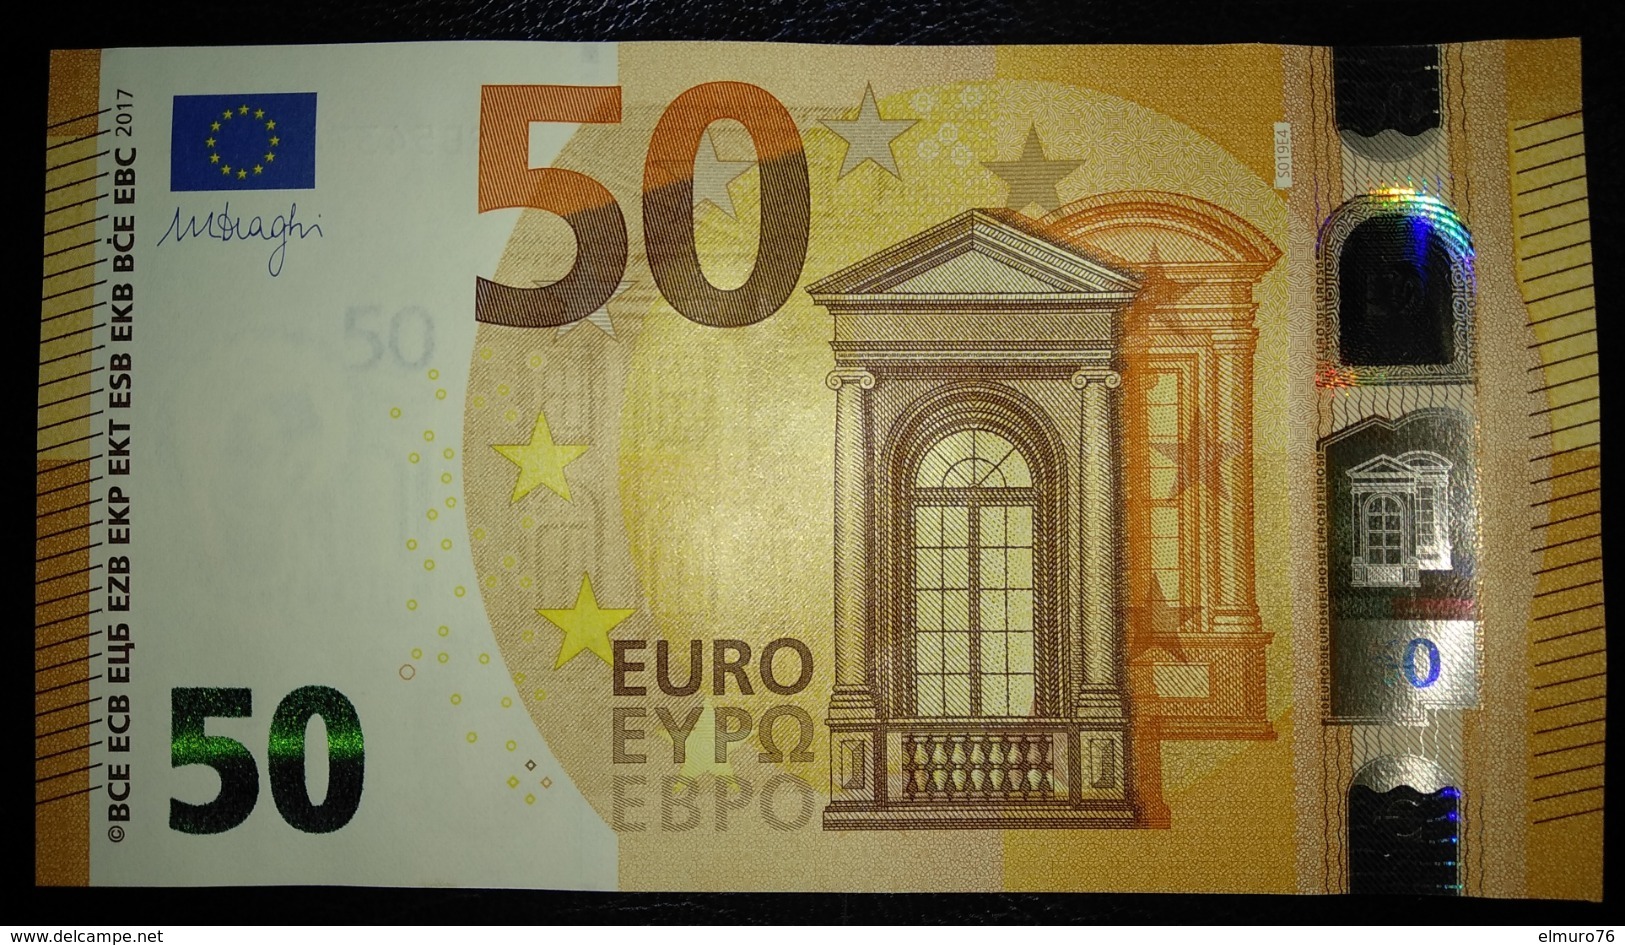 ©BCE ECB ЕЦБ EZB EKP EKT ESB EKB BĊE EBC 2017
MDraghi
50
50
S019E4
50
EURO
ΕΥΡΩ
ЕВРО
50
www.delcampe.net
elmuro76